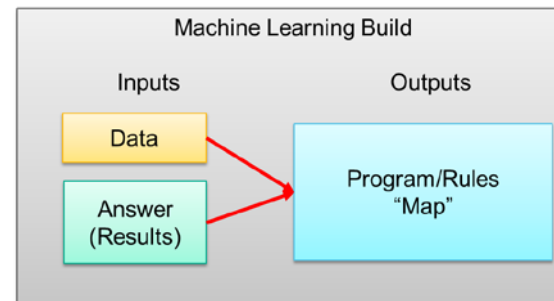 Machine Learning Build
Inputs
Outputs
Data
Answer
(Results)
Program/Rules
“Map”